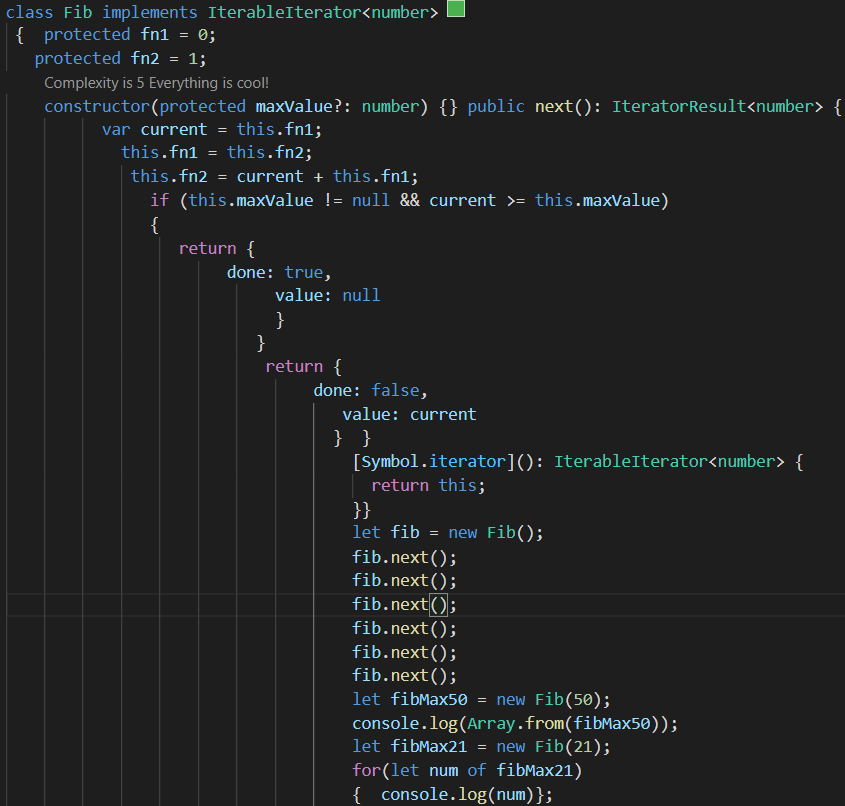 class Fib implements IterableIterator<number>
{  protected fn1 = 0;
protected fn2 = 1;
Complexity is 5 Everything is cool!
constructor(protected maxValue?: number) {} public next(): IteratorResult<number> {
var current = this.fn1;
this.fn1 = this.fn2;
this.fn2 = current + this.fn1;
if (this.maxValue != null && current >= this.maxValue)
{
return {
done: true,
value: null
}
}
return {
done: false,
value: current
}  }
[Symbol.iterator](): IterableIterator<number> {
return this;
}}
let fib = new Fib();
fib.next();
fib.next();
fib.next();
fib.next();
fib.next();
fib.next();
let fibMax50 = new Fib(50);
console.log(Array.from(fibMax50));
let fibMax21 = new Fib(21);
for(let num of fibMax21)
{  console.log(num)};